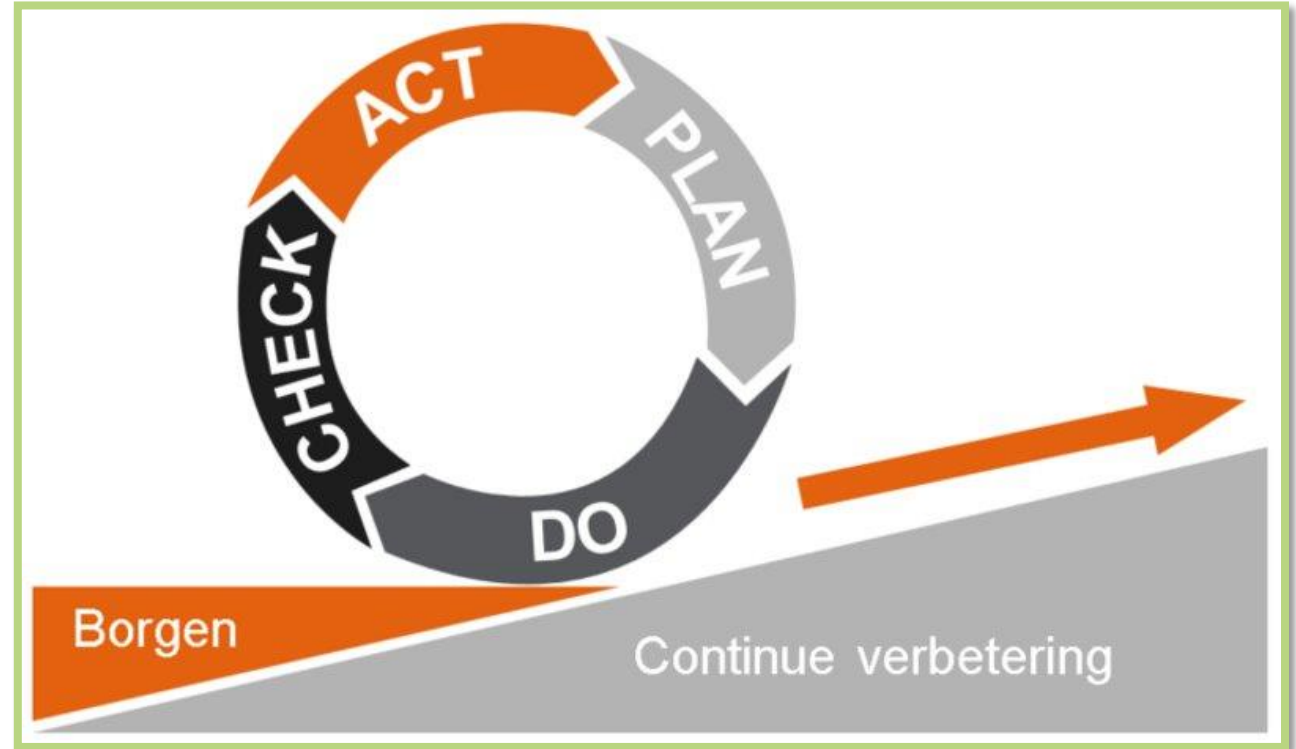 ACT
PLAN
DO
CHECK
Borgen
Continue verbetering